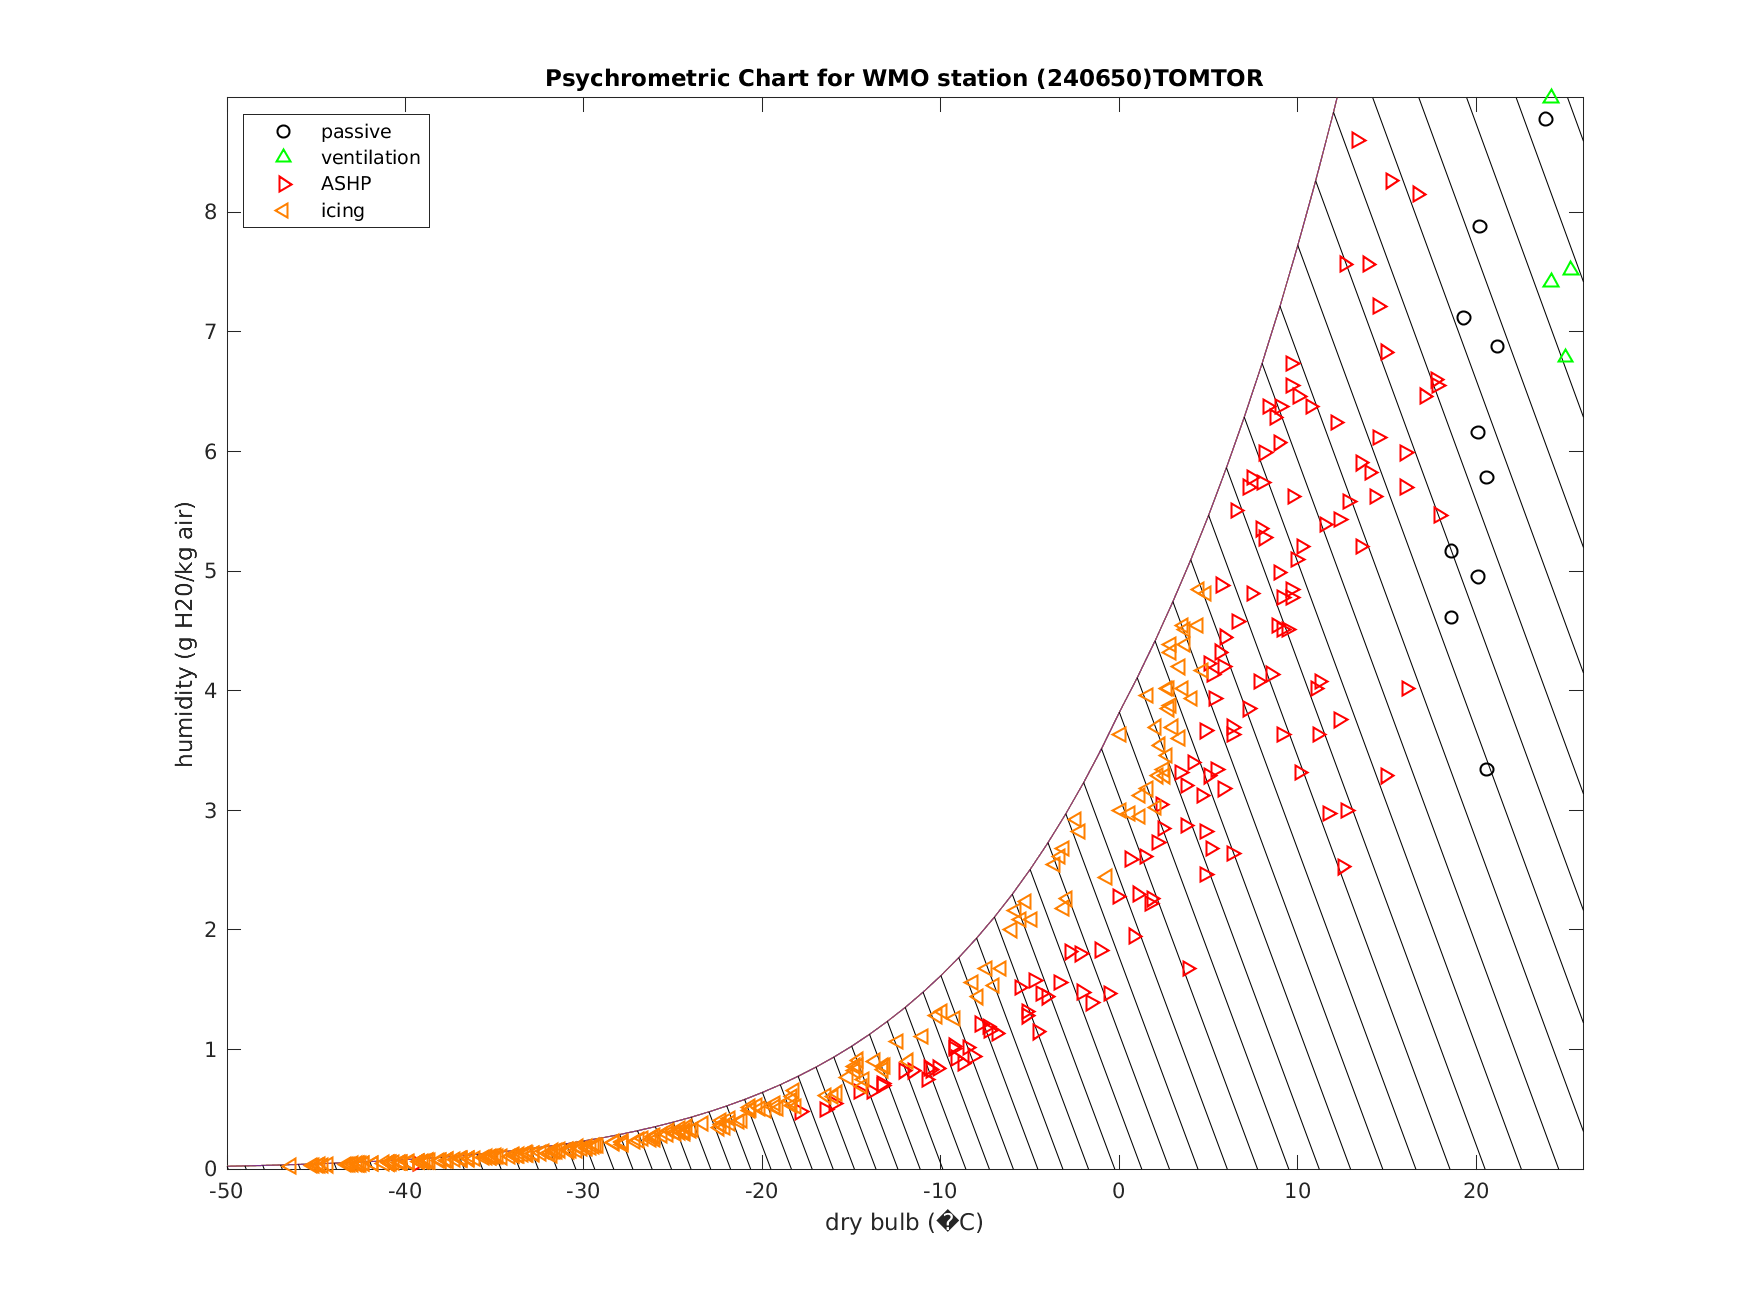 Psychrometric Chart for WMO station (240650)TOMTOR
passive
ventilation
ASHP
icing
humidity (g H20/kg air)
8
7
6
5
4
3
2
1
0
-50 -40 -30 -20 -10 0 10 20
dry bulb (�C)